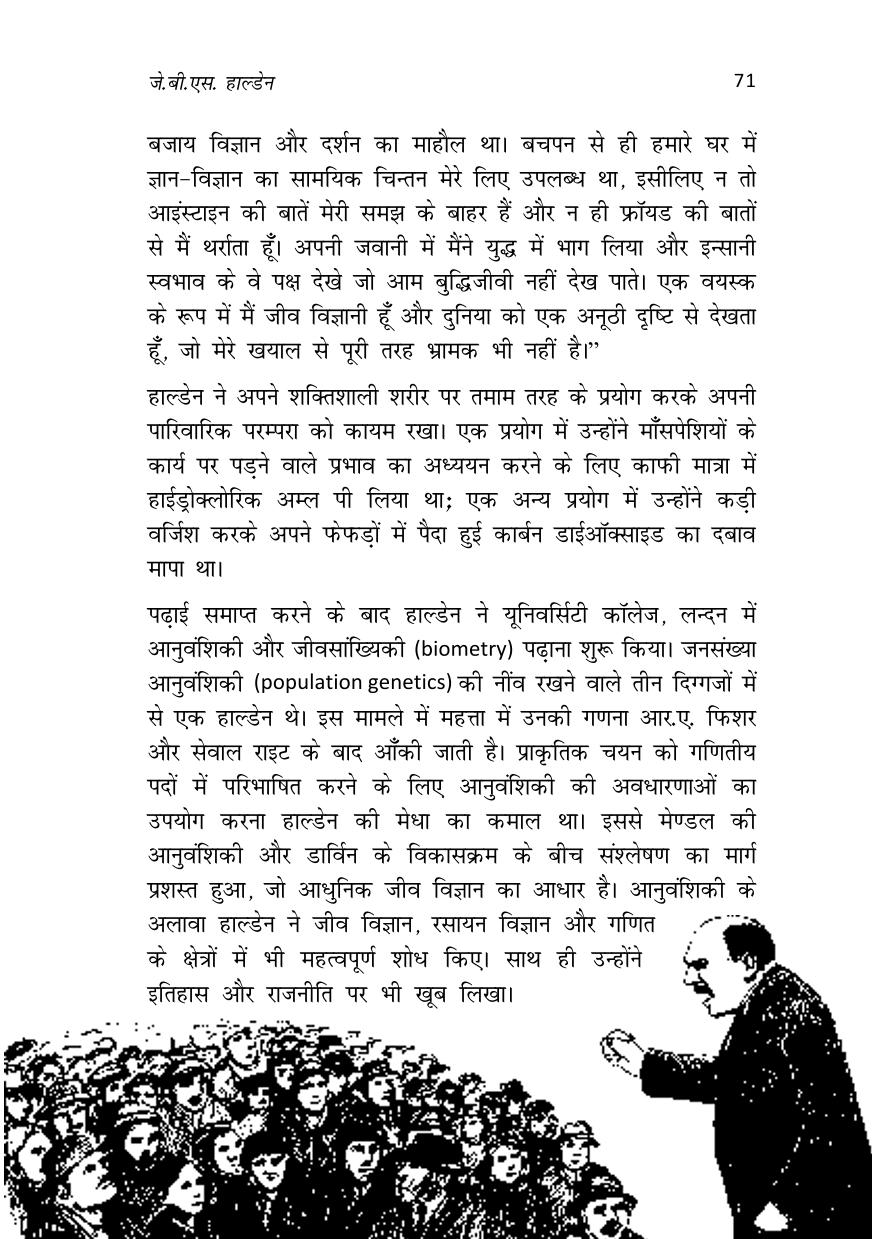 जे.बी.एस. हाल्डेन 71
बजाय विज्ञान और दर्शन का माहौल था। बचपन से ही हमारे घर में
ज्ञान-विज्ञान का सामयिक चिन्तन मेरे लिए उपलब्ध था, इसीलिए न तो
आइंस्टाइन की बातें मेरी समझ के बाहर हैं और न ही फ्रॉयड की बातों
से मैं थर्राता हूँ। अपनी जवानी में मैंने युद्ध में भाग लिया और इन्सानी
स्वभाव के वे पक्ष देखे जो आम बुद्धिजीवी नहीं देख पाते। एक वयस्क
के रूप में मैं जीव विज्ञानी हूँ और दुनिया को एक अनूठी दृष्टि से देखता
हूँ, जो मेरे खयाल से पूरी तरह भ्रामक भी नहीं है।”
हाल्डेन ने अपने शक्तिशाली शरीर पर तमाम तरह के प्रयोग करके अपनी
पारिवारिक परम्परा को कायम रखा। एक प्रयोग में उन्होंने माँसपेशियों के
कार्य पर पड़ने वाले प्रभाव का अध्ययन करने के लिए काफी मात्रा में
हाईड्रोक्लोरिक अम्ल पी लिया था; एक अन्य प्रयोग में उन्होंने कड़ी
वर्जिश करके अपने फेफड़ों में पैदा हुई कार्बन डाईऑक्साइड का दबाव
मापा था।
पढ़ाई समाप्त करने के बाद हाल्डेन ने यूनिवर्सिटी कॉलेज, लन्दन में
आनुवंशिकी और जीवसांख्यिकी (biometry) पढ़ाना शुरू किया। जनसंख्या
आनुवंशिकी (population genetics) की नींव रखने वाले तीन दिग्गजों में
से एक हाल्डेन थे। इस मामले में महत्ता में उनकी गणना आर.ए. फिशर
और सेवाल राइट के बाद आँकी जाती है। प्राकृतिक चयन को गणितीय
पदों में परिभाषित करने के लिए आनुवंशिकी की अवधारणाओं का
उपयोग करना हाल्डेन की मेधा का कमाल था। इससे मेण्डल की
आनुवंशिकी और डार्विन के विकासक्रम के बीच संश्लेषण का मार्ग
प्रशस्त हुआ, जो आधुनिक जीव विज्ञान का आधार है। आनुवंशिकी के
अलावा हाल्डेन ने जीव विज्ञान, रसायन विज्ञान और गणित
के क्षेत्रों में भी महत्वपूर्ण शोध किए। साथ ही उन्होंने
इतिहास और राजनीति पर भी खूब लिखा।